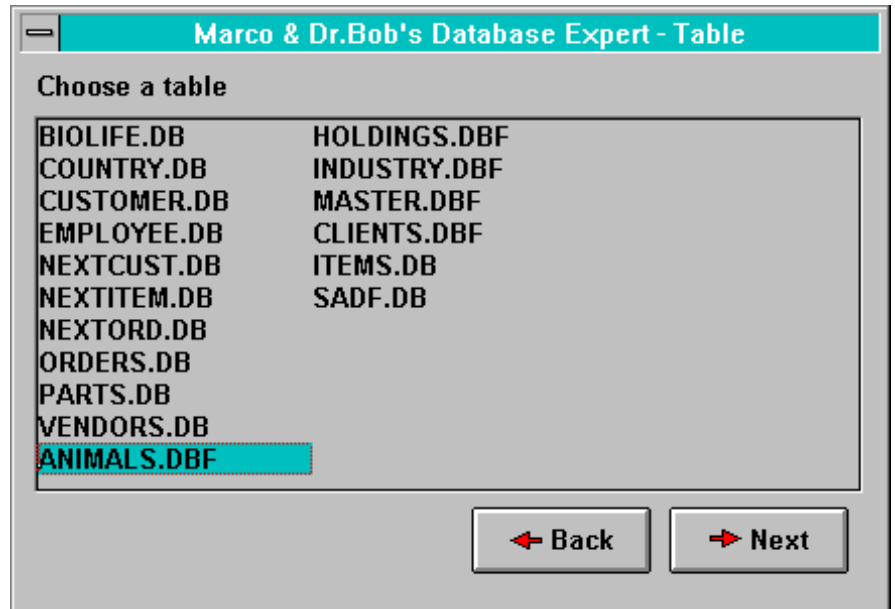 Marco & Dr.Bob's Database Expert - Table
Choose a table
BIOLIFE.DB
COUNTRY.DB
CUSTOMER.DB
EMPLOYEE.DB
NEXTCUST.DB
NEXTITEM.DB
NEXTORD.DB
ORDERS.DB
PARTS.DB
VENDORS.DB
ANIMALS.DBF
HOLDINGS.DBF
INDUSTRY.DBF
MASTER.DBF
CLIENTS.DBF
ITEMS.DB
SADF.DB
Back
Next